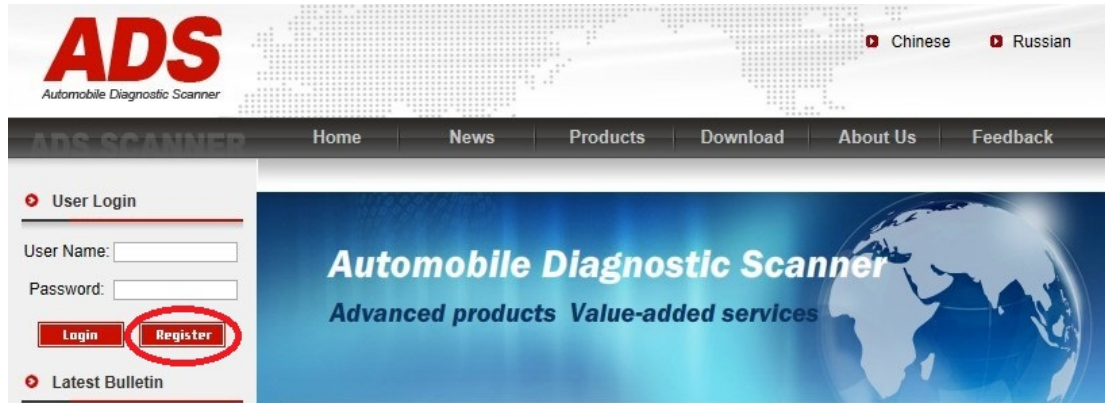 ADS
Automobile Diagnostic Scanner
Chinese Russian
ADS SCANNER Home News Products Download About Us Feedback
User Login
User Name:
Password:
Login Register
Latest Bulletin
Automobile Diagnostic Scanner
Advanced products Value-added services